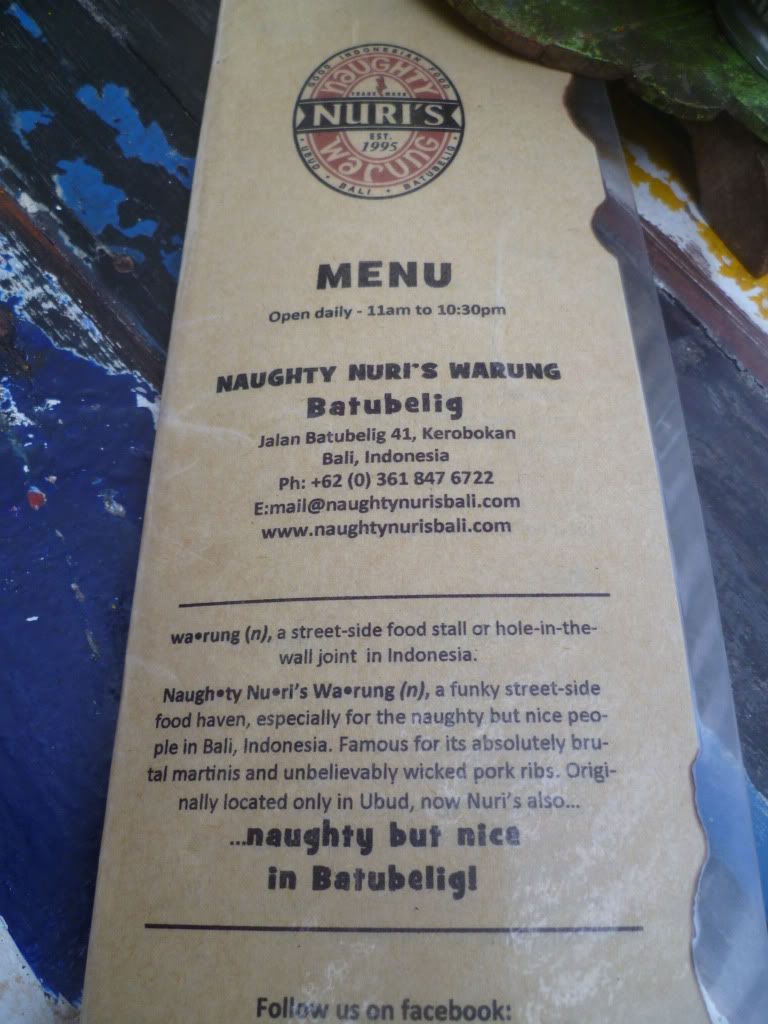 GOOD INDONESIAN FOOD
NAUGHTY
TRADE MARK
NURI'S
EST.
1995
WARUNG
UBUD • BALI • BATUBELIG
MENU
Open daily - 11am to 10:30pm
NAUGHTY NURI'S WARUNG
Batubelig
Jalan Batubelig 41, Kerobokan
Bali, Indonesia
Ph: +62 (0) 361 847 6722
E:mail@naughtynurisbali.com
www.naughtynurisbali.com
wa•rung (n), a street-side food stall or hole-in-the-
wall joint in Indonesia.
Naugh•ty Nu•ri's Wa•rung (n), a funky street-side
food haven, especially for the naughty but nice peo-
ple in Bali, Indonesia. Famous for its absolutely bru-
tal martinis and unbelievably wicked pork ribs. Origi-
nally located only in Ubud, now Nuri's also...
...naughty but nice
in Batubelig!
Follow us on facebook: